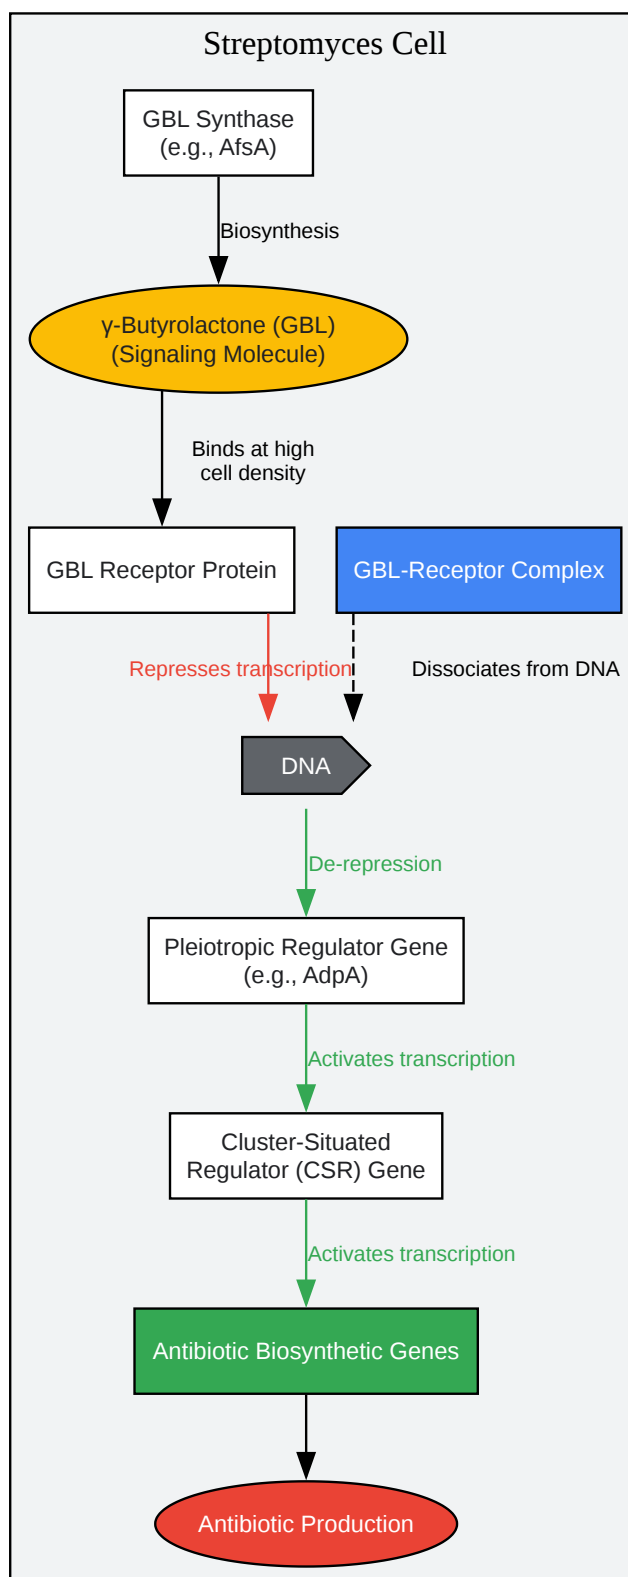 Streptomyces Cell
GBL Synthase
(e.g., AfsA)
Biosynthesis
γ-Butyrolactone (GBL)
(Signaling Molecule)
Binds at high
cell density
GBL Receptor Protein
GBL-Receptor Complex
Represses transcription
Dissociates from DNA
DNA
De-repression
Pleiotropic Regulator Gene
(e.g., AdpA)
Activates transcription
Cluster-Situated
Regulator (CSR) Gene
Activates transcription
Antibiotic Biosynthetic Genes
Antibiotic Production